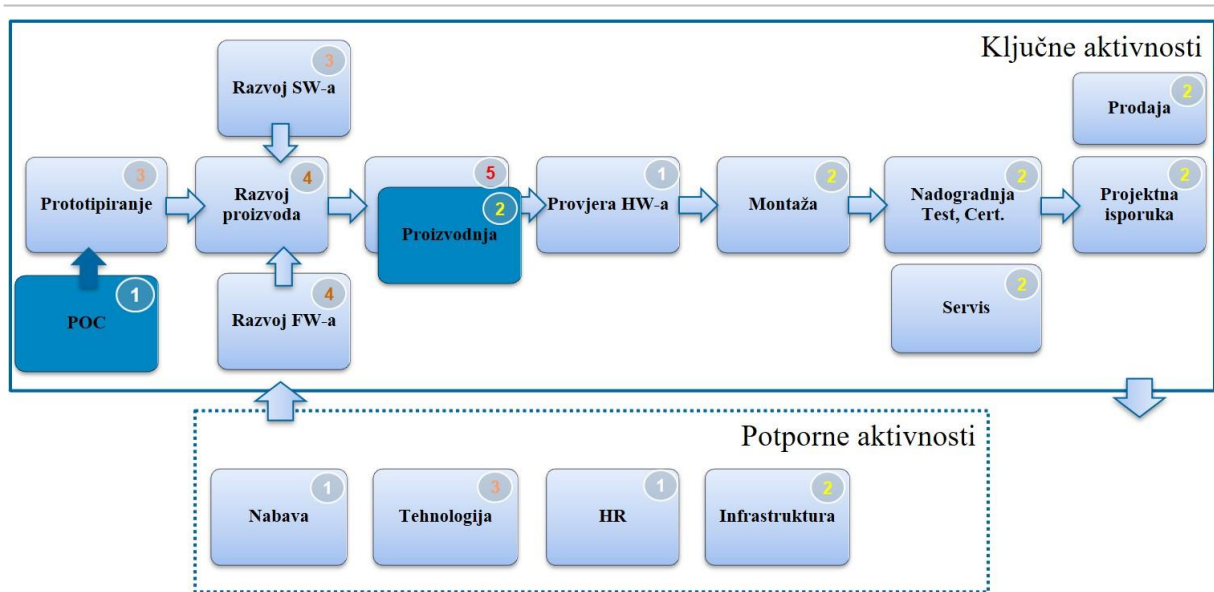 Ključne aktivnosti
3
Razvoj SW-a
2
Prodaja
3
Prototipiranje
4
Razvoj
proizvoda
5
2
Proizvodnja
1
Provjera HW-a
2
Montaža
2
Nadogradnja
Test, Cert.
2
Projektna
isporuka
1
POC
4
Razvoj FW-a
2
Servis
Potporne aktivnosti
1
Nabava
3
Tehnologija
1
HR
2
Infrastruktura